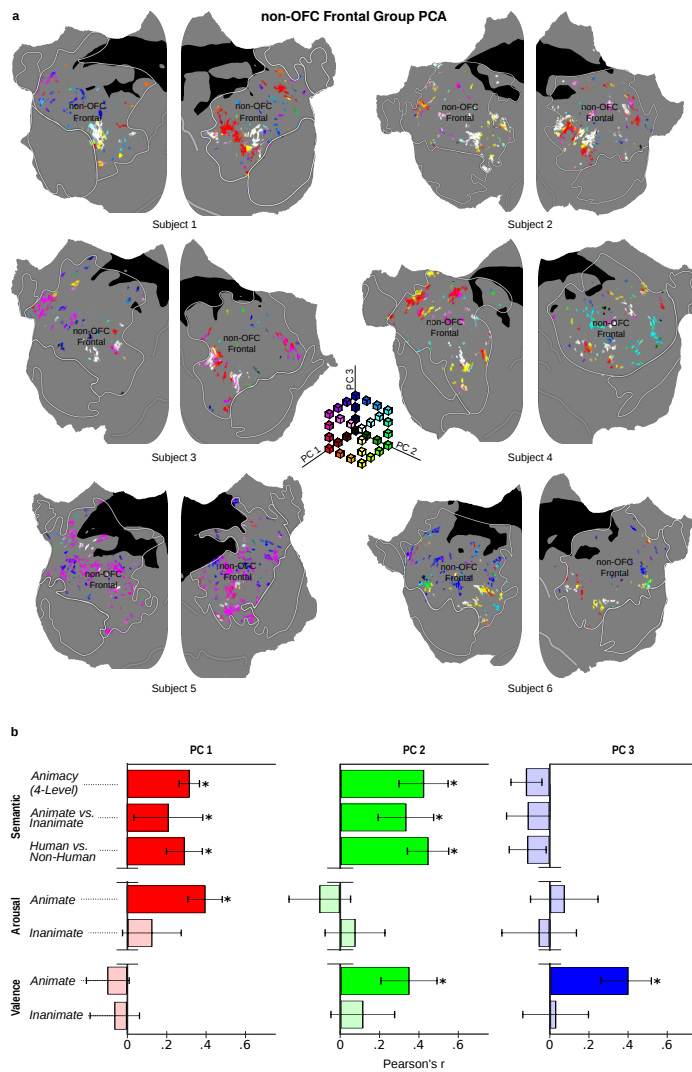 a
non-OFC Frontal Group PCA
non-OFC
Frontal
non-OFC
Frontal
non-OFC
Frontal
non-OFC
Frontal
Subject 1
Subject 2
non-OFC
Frontal
non-OFC
Frontal
non-OFC
Frontal
non-OFC
Frontal
PC 3
PC 1
PC 2
Subject 3
Subject 4
non-OFC
Frontal
non-OFC
Frontal
non-OFC
Frontal
non-OFC
Frontal
Subject 5
Subject 6
b
PC 1
PC 2
PC 3
Semantic
Animacy
(4-Level)
*
*
Animate vs.
Inanimate
*
*
Human vs.
Non-Human
*
*
Arousal
Animate
*
Inanimate
Valence
Animate
*
*
Inanimate
0 .2 .4 .6
0 .2 .4 .6
0 .2 .4 .6
Pearson's r